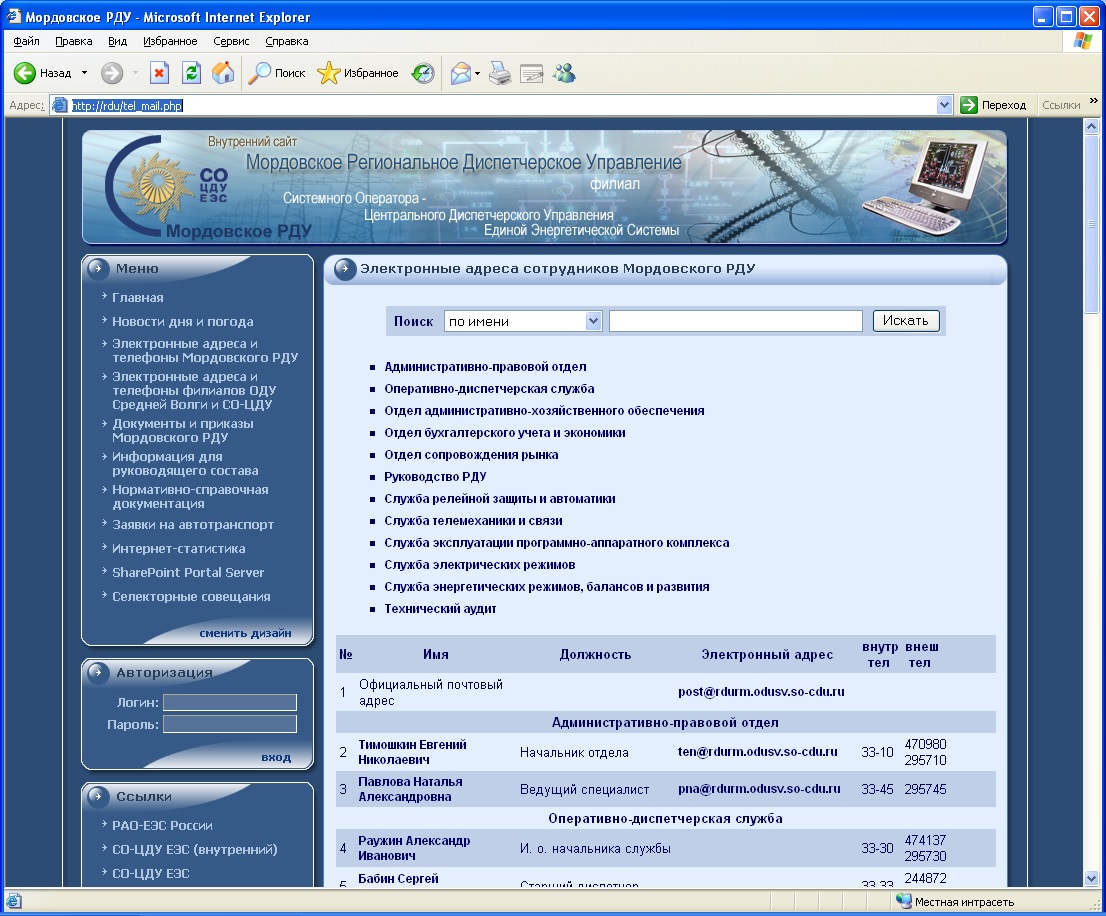 Мордовское РДУ - Microsoft Internet Explorer
Файл Правка Вид Избранное Сервис Справка
Назад Поиск Избранное
Адрес: http://rdu/tel_mail.php Переход Ссылки »
Внутренний сайт
Мордовское Региональное Диспетчерское Управление
филиал
Системного Оператора -
Центрального Диспетчерского Управления
Единой Энергетической Системы
СО
ЦДУ
ЕЭС
Мордовское РДУ
Меню
Главная
Новости дня и погода
Электронные адреса и
телефоны Мордовского РДУ
Электронные адреса и
телефоны филиалов ОДУ
Средней Волги и СО-ЦДУ
Документы и приказы
Мордовского РДУ
Информация для
руководящего состава
Нормативно-справочная
документация
Заявки на автотранспорт
Интернет-статистика
SharePoint Portal Server
Селекторные совещания
сменить дизайн
Авторизация
Логин:
Пароль:
вход
Ссылки
РАО-ЕЭС России
СО-ЦДУ ЕЭС (внутренний)
СО-ЦДУ ЕЭС
Электронные адреса сотрудников Мордовского РДУ
Поиск по имени Искать
Административно-правовой отдел
Оперативно-диспетчерская служба
Отдел административно-хозяйственного обеспечения
Отдел бухгалтерского учета и экономики
Отдел сопровождения рынка
Руководство РДУ
Служба релейной защиты и автоматики
Служба телемеханики и связи
Служба эксплуатации программно-аппаратного комплекса
Служба электрических режимов
Служба энергетических режимов, балансов и развития
Технический аудит
№ Имя Должность Электронный адрес внутр тел внеш тел
1 Официальный почтовый адрес post@rdurm.odusv.so-cdu.ru
Административно-правовой отдел
2 Тимошкин Евгений Николаевич Начальник отдела ten@rdurm.odusv.so-cdu.ru 33-10 470980 295710
3 Павлова Наталья Александровна Ведущий специалист pna@rdurm.odusv.so-cdu.ru 33-45 295745
Оперативно-диспетчерская служба
4 Раужин Александр Иванович И. о. начальника службы 33-30 474137 295730
5 Бабин Сергей Старший диспетчер 33-33 244872
Местная интрасеть